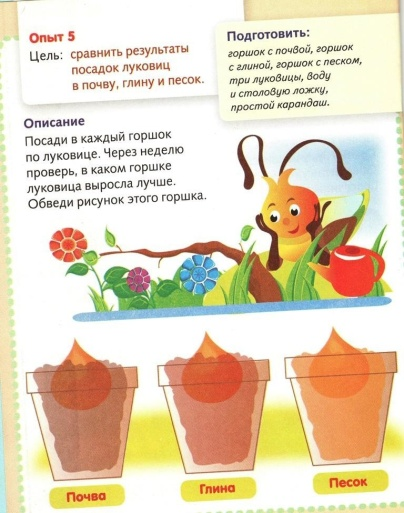 Опыт 5
Цель: сравнить результаты
посадок луковиц
в почву, глину и песок.
Подготовить:
горшок с почвой, горшок
с глиной, горшок с песком,
три луковицы, воду
и столовую ложку,
простой карандаш.
Описание
Посади в каждый горшок
по луковице. Через неделю
проверь, в каком горшке
луковица выросла лучше.
Обведи рисунок этого горшка.
Почва
Глина
Песок